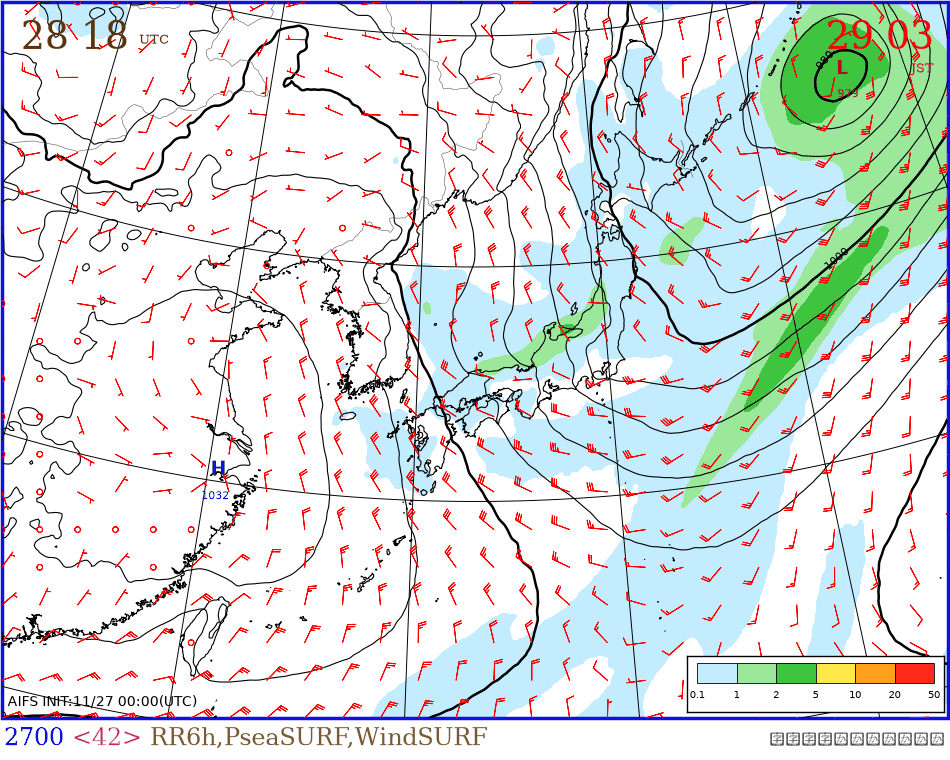 28 18 UTC
29 03
JST
980
L
979
1000
H
1032
0.1 1 2 5 10 20 50
AIFS INIT:11/27 00:00(UTC)
2700 <42> RR6h,PseaSURF,WindSURF